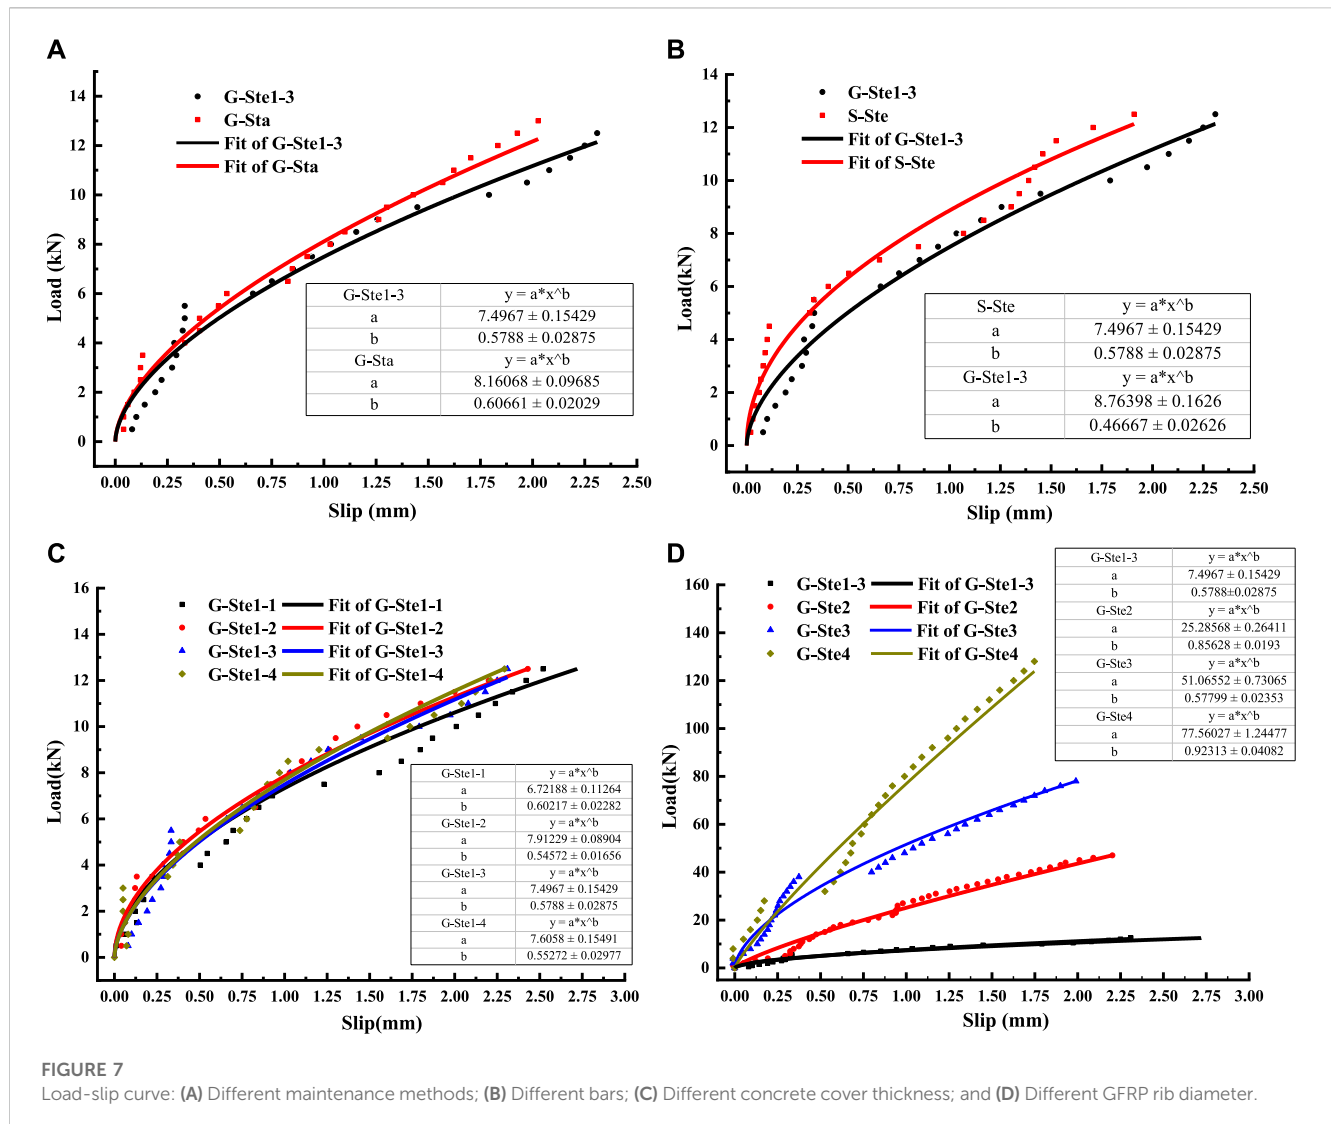 A
Load (kN)
14
12
10
8
6
4
2
0
G-Ste1-3
G-Sta
Fit of G-Ste1-3
Fit of G-Sta
G-Ste1-3 y = a*x^b
a 7.4967 ± 0.15429
b 0.5788 ± 0.02875
G-Sta y = a*x^b
a 8.16068 ± 0.09685
b 0.60661 ± 0.02029
0.00 0.25 0.50 0.75 1.00 1.25 1.50 1.75 2.00 2.25 2.50
Slip (mm)
B
Load(kN)
14
12
10
8
6
4
2
0
G-Ste1-3
S-Ste
Fit of G-Ste1-3
Fit of S-Ste
S-Ste y = a*x^b
a 7.4967 ± 0.15429
b 0.5788 ± 0.02875
G-Ste1-3 y = a*x^b
a 8.76398 ± 0.1626
b 0.46667 ± 0.02626
0.00 0.25 0.50 0.75 1.00 1.25 1.50 1.75 2.00 2.25 2.50
Slip (mm)
C
Load(kN)
16
14
12
10
8
6
4
2
0
G-Ste1-1 Fit of G-Ste1-1
G-Ste1-2 Fit of G-Ste1-2
G-Ste1-3 Fit of G-Ste1-3
G-Ste1-4 Fit of G-Ste1-4
G-Ste1-1 y = a*x^b
a 6.72188 ± 0.11264
b 0.60217 ± 0.02282
G-Ste1-2 y = a*x^b
a 7.91229 ± 0.08904
b 0.54572 ± 0.01656
G-Ste1-3 y = a*x^b
a 7.4967 ± 0.15429
b 0.5788 ± 0.02875
G-Ste1-4 y = a*x^b
a 7.6058 ± 0.15491
b 0.55272 ± 0.02977
0.00 0.25 0.50 0.75 1.00 1.25 1.50 1.75 2.00 2.25 2.50 2.75 3.00
Slip(mm)
D
Load(kN)
160
140
120
100
80
60
40
20
0
G-Ste1-3 Fit of G-Ste1-3
G-Ste2 Fit of G-Ste2
G-Ste3 Fit of G-Ste3
G-Ste4 Fit of G-Ste4
G-Ste1-3 y = a*x^b
a 7.4967 ± 0.15429
b 0.5788±0.02875
G-Ste2 y = a*x^b
a 25.28568 ± 0.26411
b 0.85628 ± 0.0193
G-Ste3 y = a*x^b
a 51.06552 ± 0.73065
b 0.57799 ± 0.02353
G-Ste4 y = a*x^b
a 77.56027 ± 1.24477
b 0.92313 ± 0.04082
0.00 0.25 0.50 0.75 1.00 1.25 1.50 1.75 2.00 2.25 2.50 2.75 3.00
Slip (mm)
FIGURE 7
Load-slip curve: (A) Different maintenance methods; (B) Different bars; (C) Different concrete cover thickness; and (D) Different GFRP rib diameter.